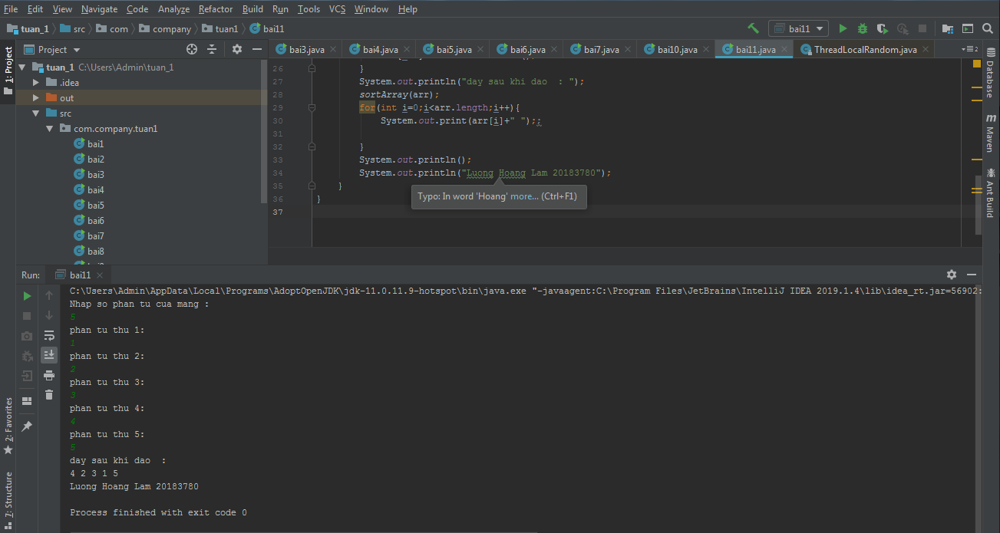 File Edit View Navigate Code Analyze Refactor Build Run Tools VCS Window Help
tuan_1 src com company tuan1 bai11 bai11
1: Project
Project
bai3.java bai4.java bai5.java bai6.java bai7.java bai10.java bai11.java ThreadLocalRandom.java 2
tuan_1 C:\Users\Admin\tuan_1
.idea
out
src
com.company.tuan1
bai1
bai2
bai3
bai4
bai5
bai6
bai7
bai8
26 }
27 System.out.println("day sau khi dao  : ");
28 sortArray(arr);
29 for(int i=0;i<arr.length;i++){
30 System.out.print(arr[i]+" ");;
31
32 }
33 System.out.println();
34 System.out.println("Luong Hoang Lam 20183780");
35 }
36 }
37
Typo: In word 'Hoang' more... (Ctrl+F1)
Database
Maven
Ant Build
Run: bai11
C:\Users\Admin\AppData\Local\Programs\AdoptOpenJDK\jdk-11.0.11.9-hotspot\bin\java.exe "-javaagent:C:\Program Files\JetBrains\IntelliJ IDEA 2019.1.4\lib\idea_rt.jar=56902:
Nhap so phan tu cua mang :
5
phan tu thu 1:
1
phan tu thu 2:
2
phan tu thu 3:
3
phan tu thu 4:
4
phan tu thu 5:
5
day sau khi dao  :
4 2 3 1 5
Luong Hoang Lam 20183780
Process finished with exit code 0
2: Favorites
7: Structure